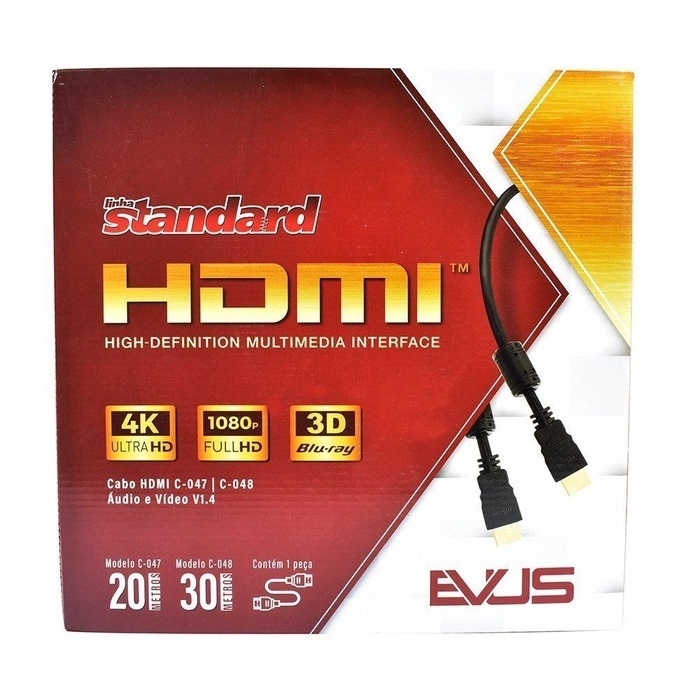 linha
standard
HDMI™
HIGH-DEFINITION MULTIMEDIA INTERFACE
4K
ULTRA HD
1080P
FULL HD
3D
Blu-ray
Cabo HDMI C-047 | C-048
Áudio e Vídeo V1.4
Modelo C-047
20 METROS
Modelo C-048
30 METROS
Contém 1 peça
EVUS